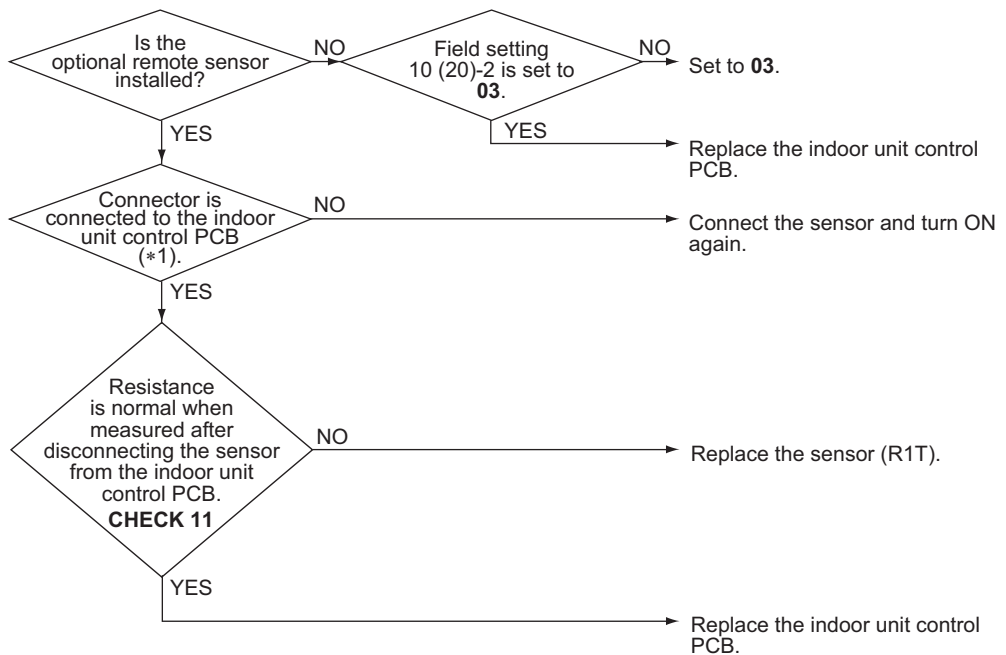 Is the
optional remote sensor
installed?
NO
Field setting
10 (20)-2 is set to
03.
NO
Set to 03.
YES
YES
Replace the indoor unit control
PCB.
Connector is
connected to the indoor
unit control PCB
(*1).
NO
Connect the sensor and turn ON
again.
YES
Resistance
is normal when
measured after
disconnecting the sensor
from the indoor unit
control PCB.
CHECK 11
NO
Replace the sensor (R1T).
YES
Replace the indoor unit control
PCB.